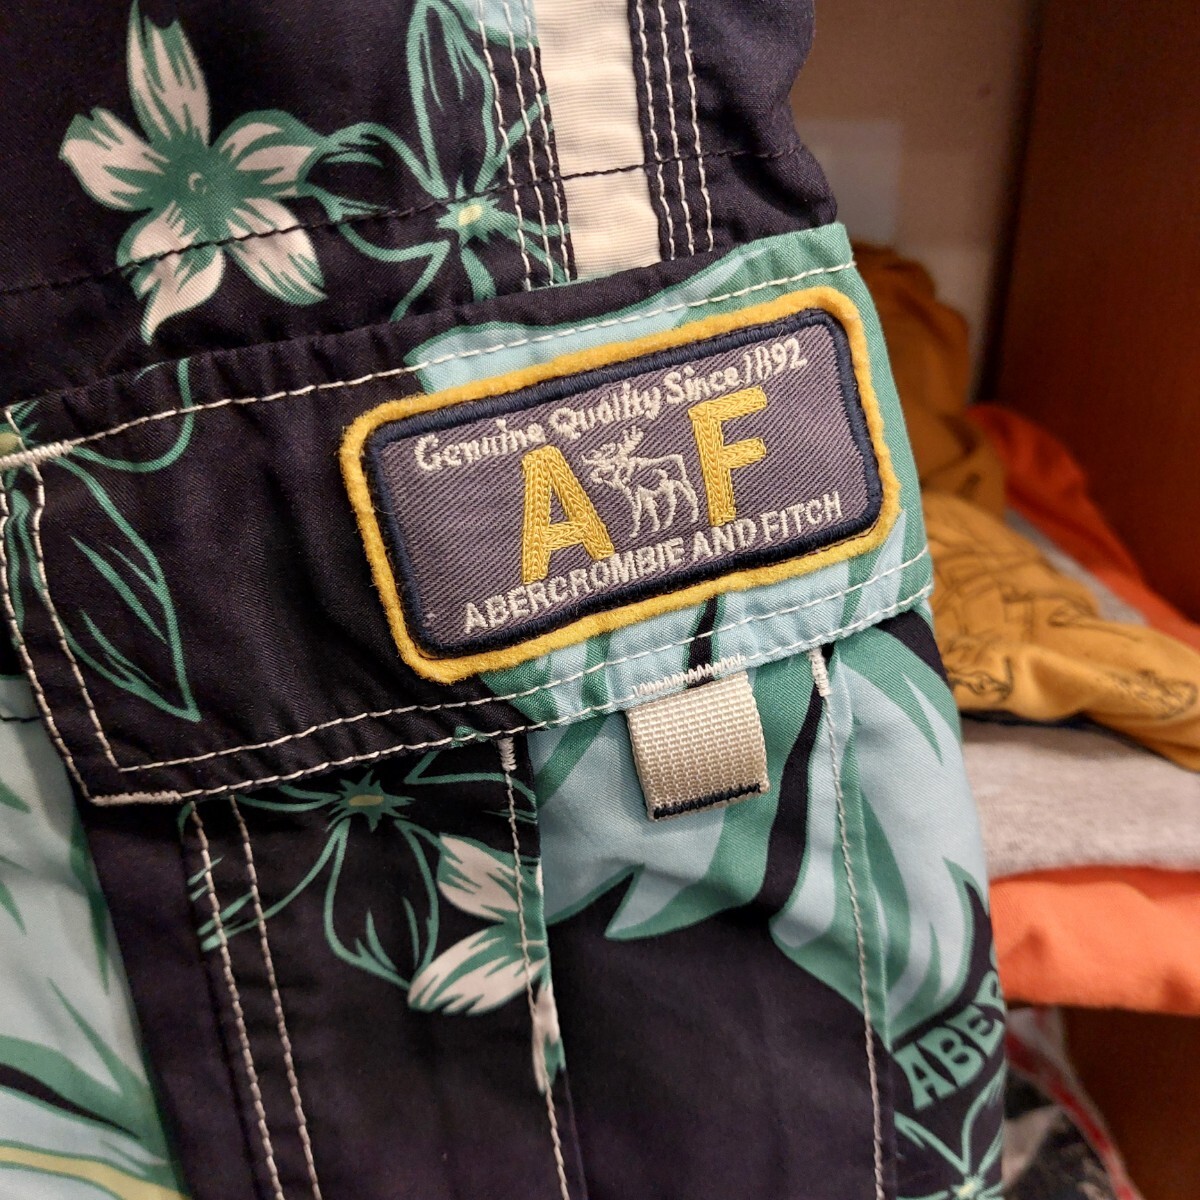 Genuine Quality Since 1892
A F
ABERCROMBIE AND FITCH
ABER